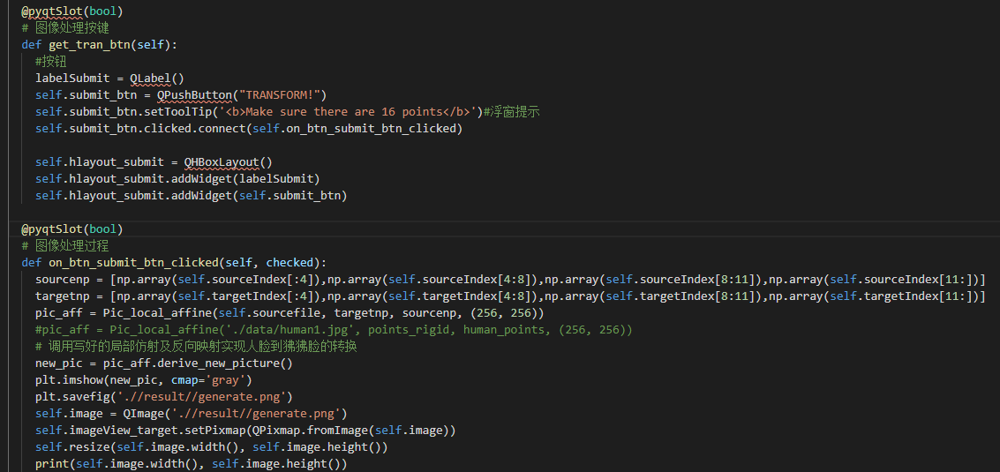 @pyqtSlot(bool)
# 图像处理按键
def get_tran_btn(self):
#按钮
labelSubmit = QLabel()
self.submit_btn = QPushButton("TRANSFORM!")
self.submit_btn.setToolTip('<b>Make sure there are 16 points</b>')#浮窗提示
self.submit_btn.clicked.connect(self.on_btn_submit_btn_clicked)
self.hlayout_submit = QHBoxLayout()
self.hlayout_submit.addWidget(labelSubmit)
self.hlayout_submit.addWidget(self.submit_btn)
@pyqtSlot(bool)
# 图像处理过程
def on_btn_submit_btn_clicked(self, checked):
sourcenp = [np.array(self.sourceIndex[:4]),np.array(self.sourceIndex[4:8]),np.array(self.sourceIndex[8:11]),np.array(self.sourceIndex[11:])]
targetnp = [np.array(self.targetIndex[:4]),np.array(self.targetIndex[4:8]),np.array(self.targetIndex[8:11]),np.array(self.targetIndex[11:])]
pic_aff = Pic_local_affine(self.sourcefile, targetnp, sourcenp, (256, 256))
#pic_aff = Pic_local_affine('./data/human1.jpg', points_rigid, human_points, (256, 256))
# 调用写好的局部仿射及反向映射实现人脸到狒狒脸的转换
new_pic = pic_aff.derive_new_picture()
plt.imshow(new_pic, cmap='gray')
plt.savefig('.//result//generate.png')
self.image = QImage('.//result//generate.png')
self.imageView_target.setPixmap(QPixmap.fromImage(self.image))
self.resize(self.image.width(), self.image.height())
print(self.image.width(), self.image.height())